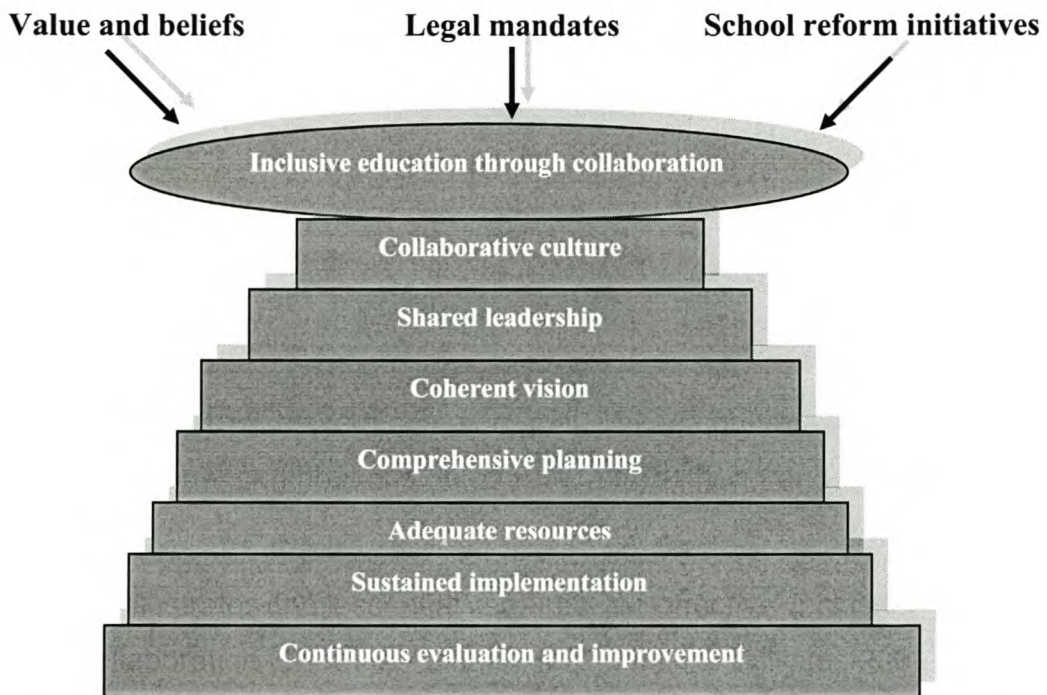 Value and beliefs
Legal mandates
School reform initiatives
Inclusive education through collaboration
Collaborative culture
Shared leadership
Coherent vision
Comprehensive planning
Adequate resources
Sustained implementation
Continuous evaluation and improvement